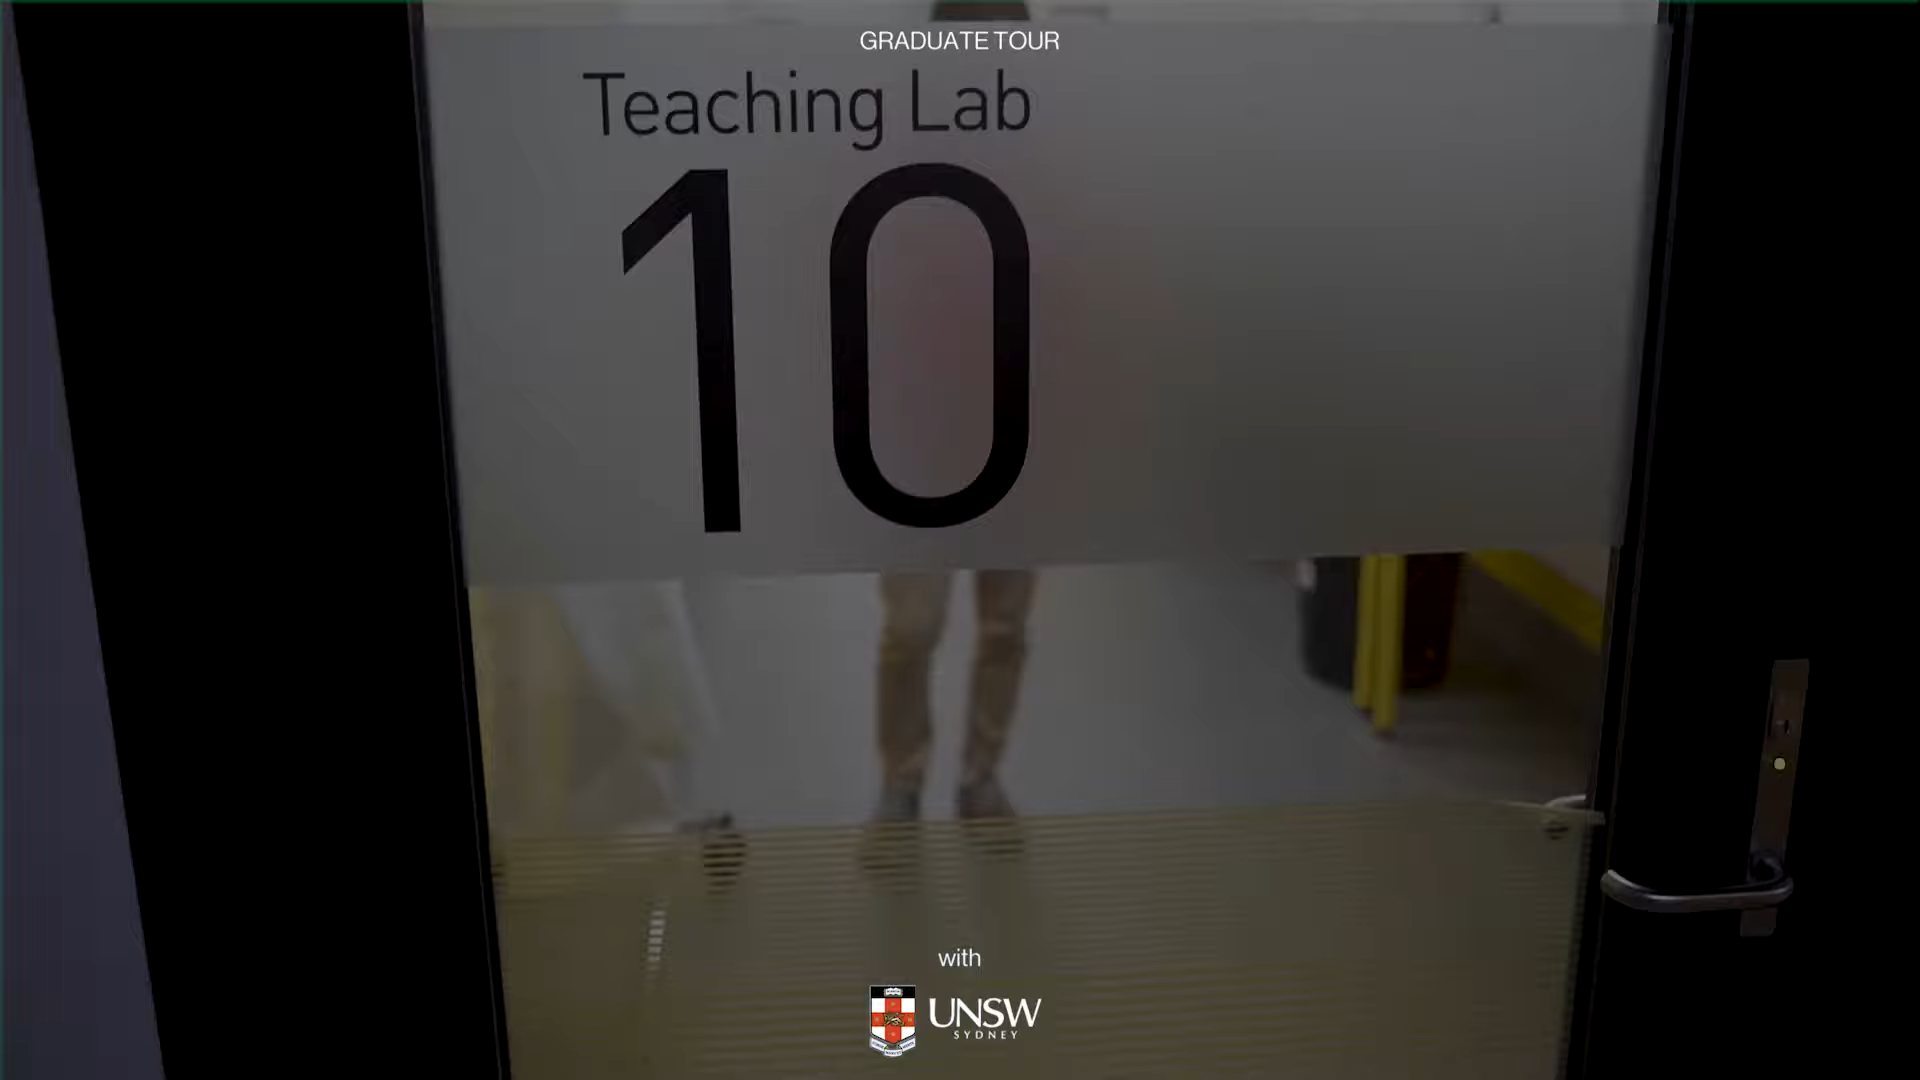 GRADUATE TOUR
Teaching Lab
10
with
UNSW
SYDNEY